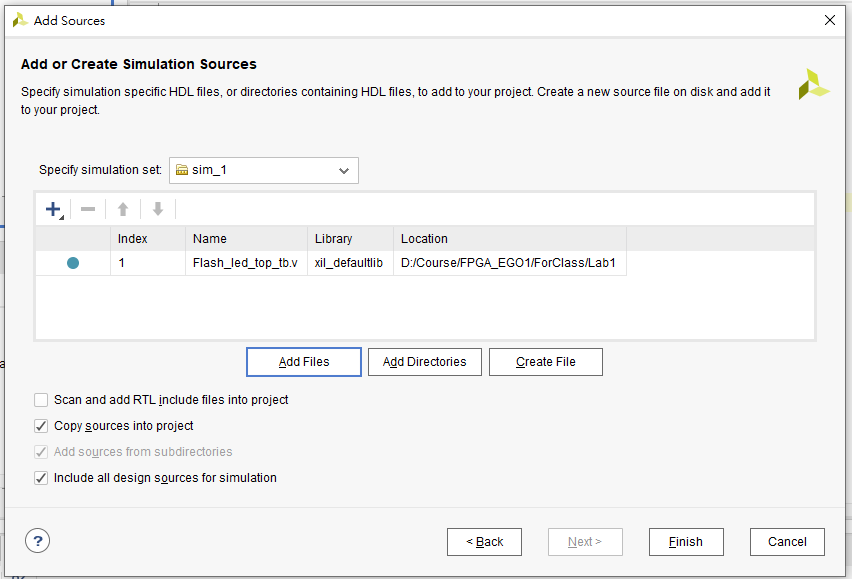 Add Sources
Add or Create Simulation Sources
Specify simulation specific HDL files, or directories containing HDL files, to add to your project. Create a new source file on disk and add it
to your project.
Specify simulation set: sim_1
Index Name Library Location
1 Flash_led_top_tb.v xil_defaultlib D:/Course/FPGA_EGO1/ForClass/Lab1
Add Files Add Directories Create File
Scan and add RTL include files into project
Copy sources into project
Add sources from subdirectories
Include all design sources for simulation
? < Back Next > Finish Cancel